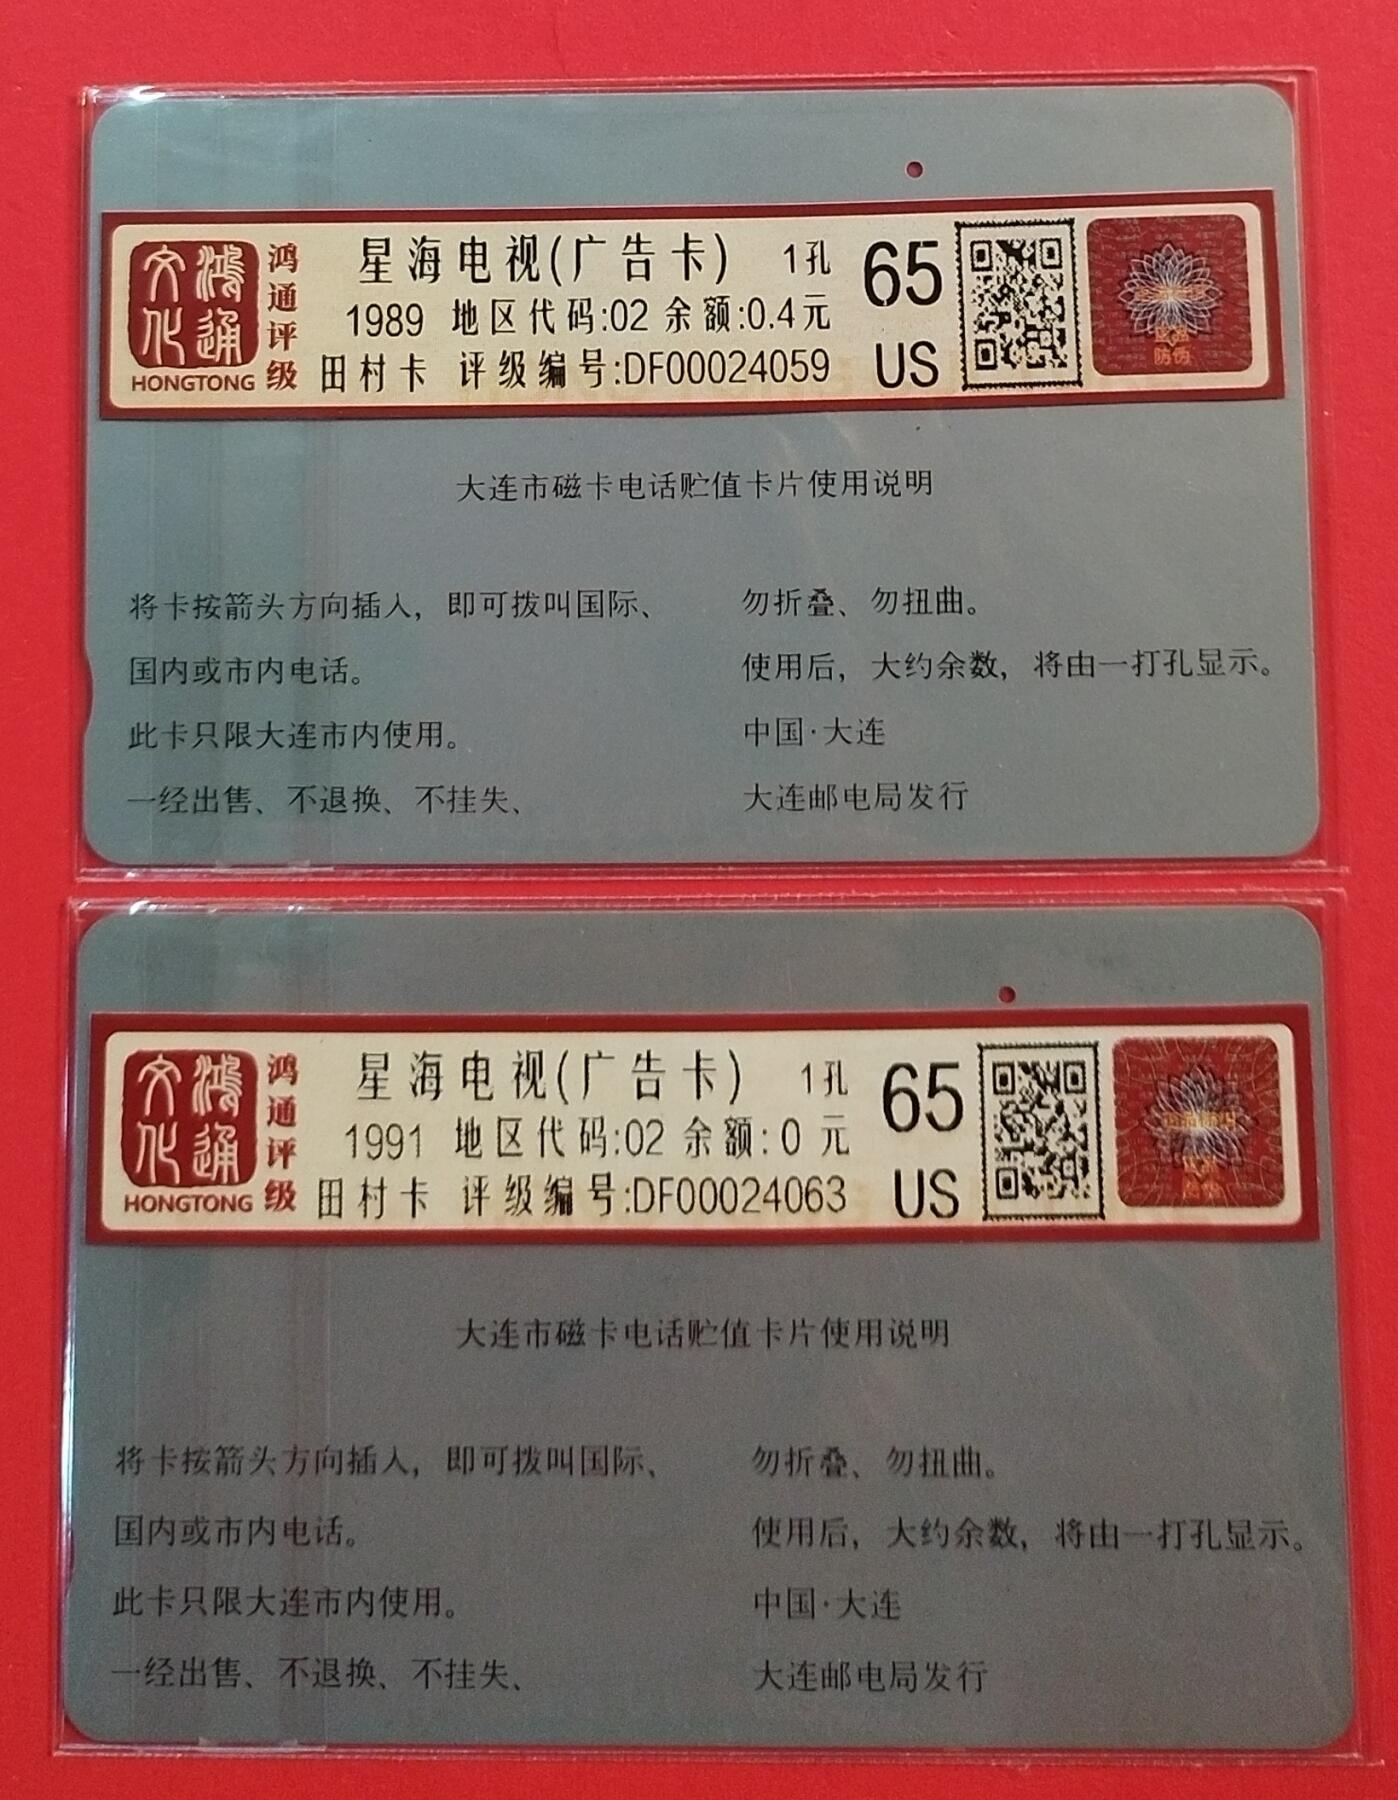 鸿通文化
HONGTONG
鸿通评级
星海电视(广告卡) 1孔
1989 地区代码:02 余额:0.4元
田村卡 评级编号:DF00024059
65
US
防伪
大连市磁卡电话贮值卡片使用说明
将卡按箭头方向插入，即可拨叫国际、
国内或市内电话。
此卡只限大连市内使用。
一经出售、不退换、不挂失、
勿折叠、勿扭曲。
使用后，大约余数，将由一打孔显示。
中国·大连
大连邮电局发行
鸿通文化
HONGTONG
鸿通评级
星海电视(广告卡) 1孔
1991 地区代码:02 余额:0 元
田村卡 评级编号:DF00024063
65
US
大连市磁卡电话贮值卡片使用说明
将卡按箭头方向插入，即可拨叫国际、
国内或市内电话。
此卡只限大连市内使用。
一经出售、不退换、不挂失、
勿折叠、勿扭曲。
使用后，大约余数，将由一打孔显示。
中国·大连
大连邮电局发行